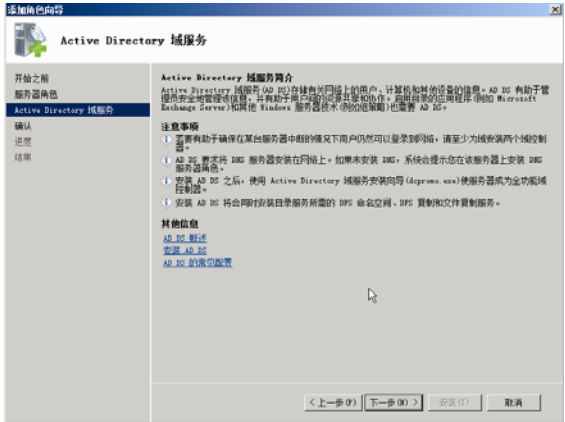 添加角色向导
Active Directory 域服务
开始之前
服务器角色
Active Directory 域服务
确认
进度
结果
Active Directory 域服务简介
Active Directory 域服务(AD DS)存储有关网络上的用户、计算机和其他设备的信息。AD DS 有助于管
理员安全地管理该信息，并有助于用户间的资源共享和协作。启用目录的应用程序(例如 Microsoft
Exchange Server)和其他 Windows 服务器技术(例如组策略)也需要 AD DS。
注意事项
若要有助于确保在某台服务器中断的情况下用户仍然可以登录到网络，请至少为域安装两个域控制
器。
AD DS 要求将 DNS 服务器安装在网络上。如果未安装 DNS，系统会提示您在该服务器上安装 DNS
服务器角色。
安装 AD DS 之后，使用 Active Directory 域服务安装向导(dcpromo.exe)使服务器成为全功能域
控制器。
安装 AD DS 将会同时安装目录服务所需的 DFS 命名空间、DFS 复制和文件复制服务。
其他信息
AD DS 概述
安装 AD DS
AD DS 的常见配置
< 上一步(P) 下一步(N) > 安装(I) 取消